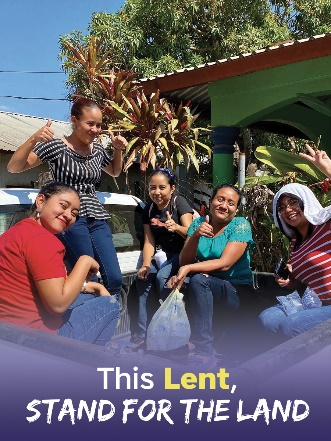 This Lent,
STAND FOR THE LAND